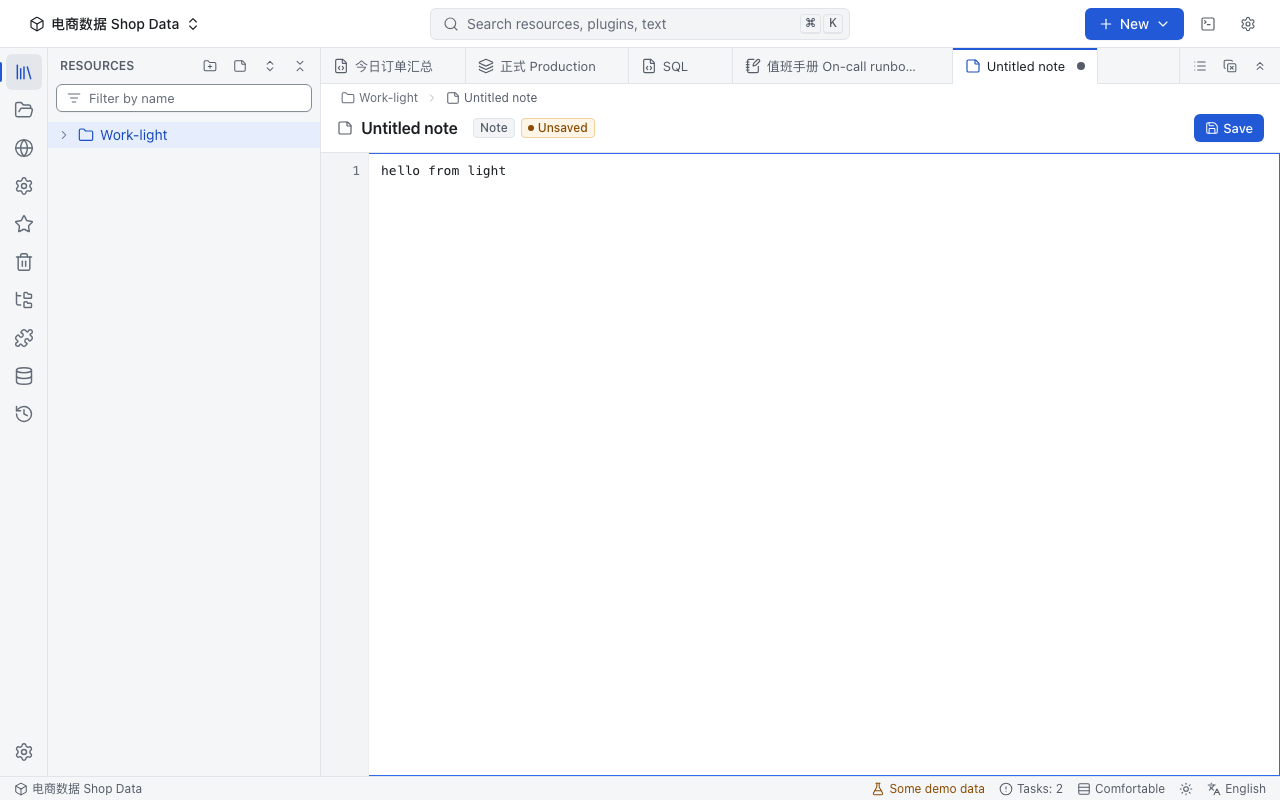 电商数据 Shop Data
Search resources, plugins, text
⌘ K
New
RESOURCES
Filter by name
Work-light
今日订单汇总
正式 Production
SQL
值班手册 On-call runbo...
Untitled note
Work-light
Untitled note
Untitled note
Note
Unsaved
Save
1
hello from light
电商数据 Shop Data
Some demo data
Tasks: 2
Comfortable
English